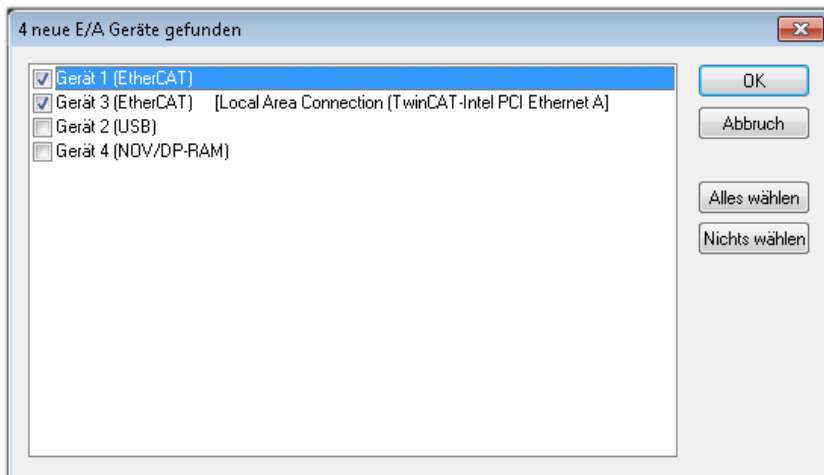 4 neue E/A Geräte gefunden
Gerät 1 (EtherCAT)
Gerät 3 (EtherCAT) [Local Area Connection (TwinCAT-Intel PCI Ethernet A]
Gerät 2 (USB)
Gerät 4 (NOV/DP-RAM)
OK
Abbruch
Alles wählen
Nichts wählen